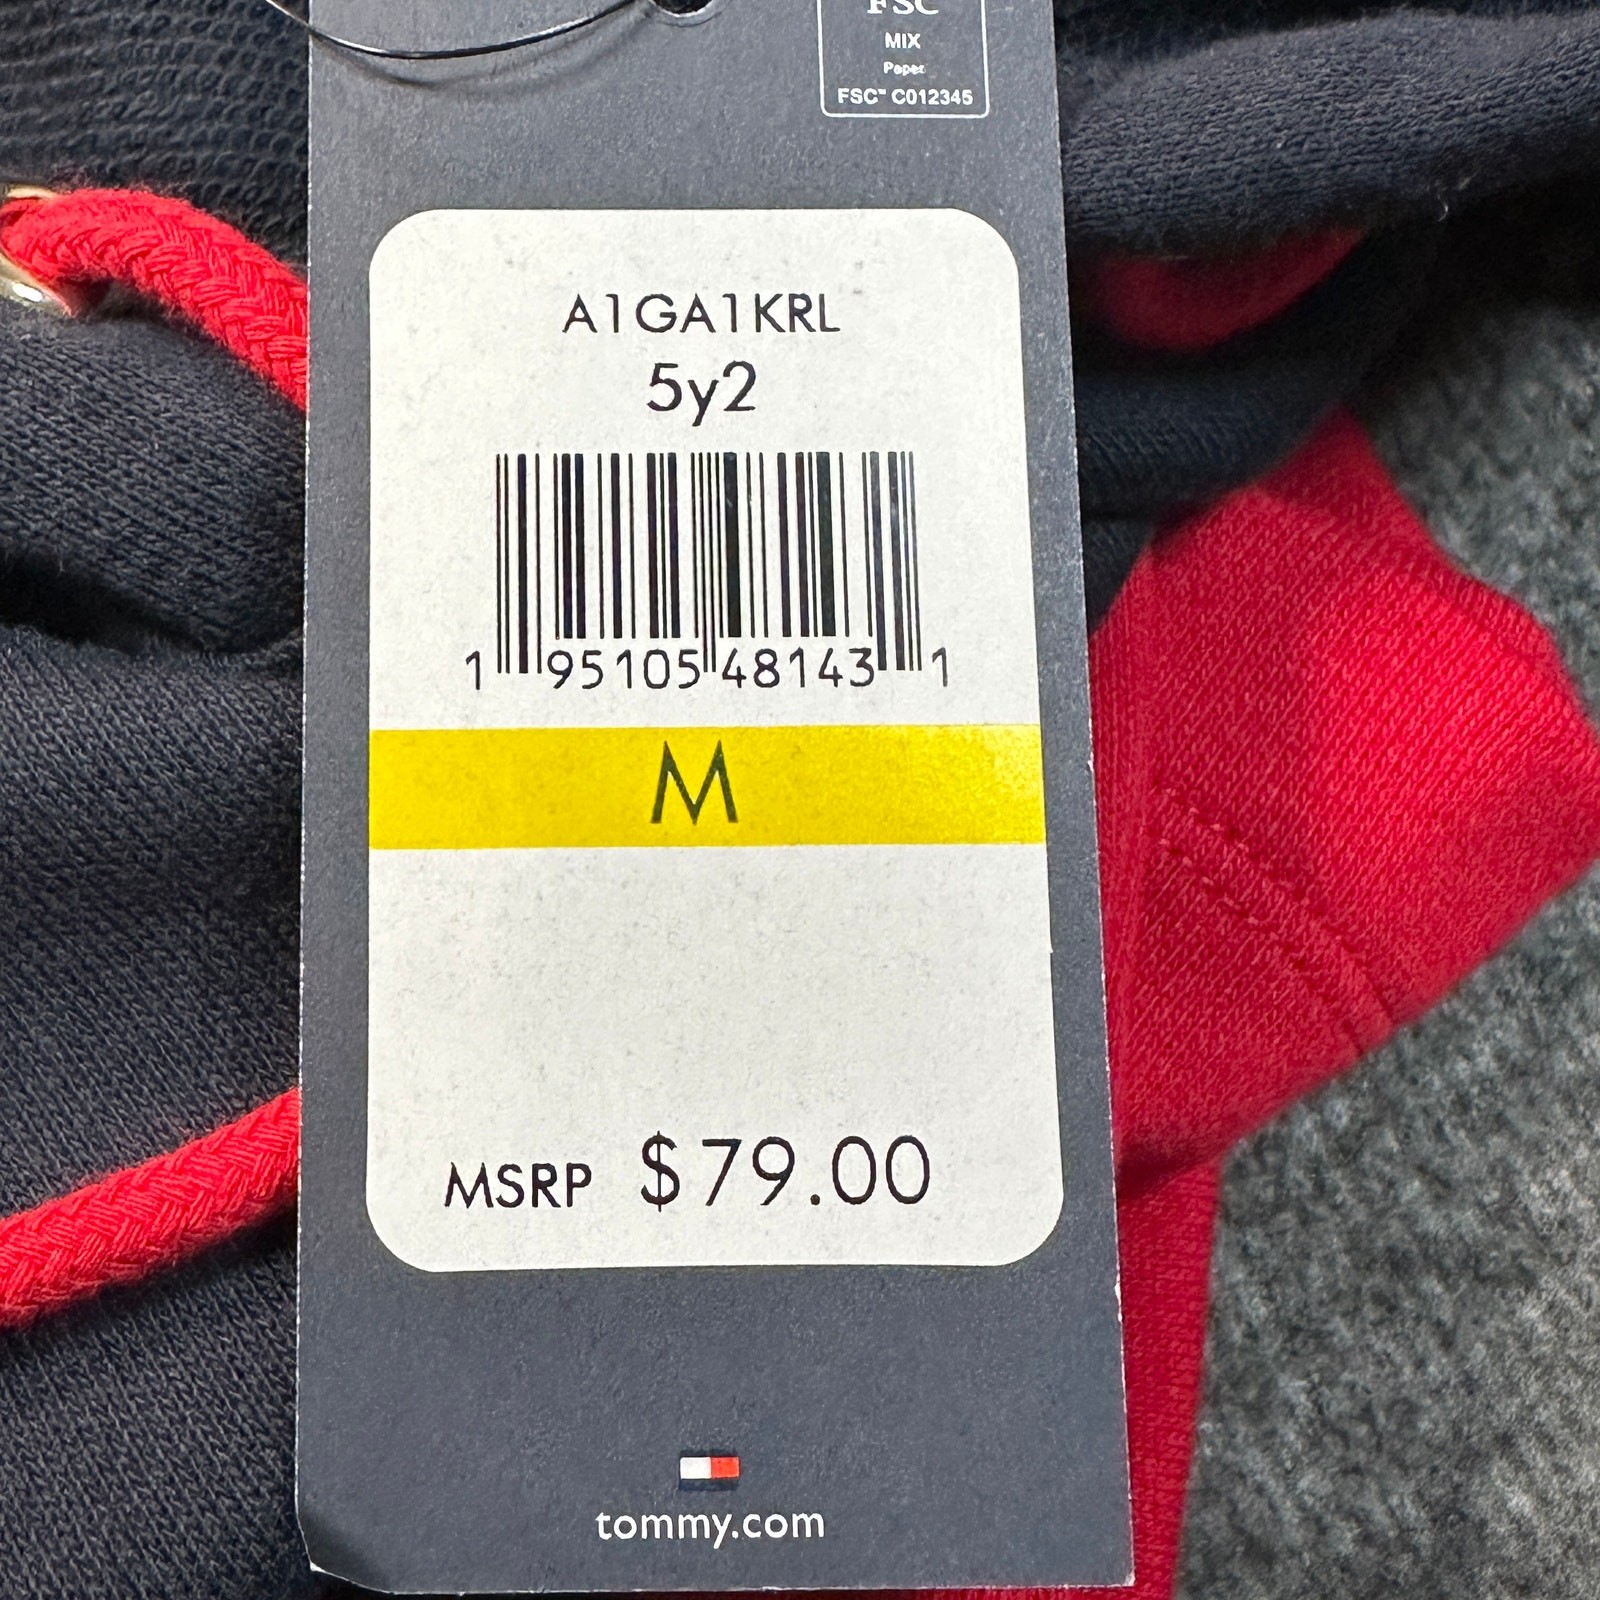 FSC
MIX
Paper
FSC™ C012345
A1GA1KRL
5y2
1 95105 48143 1
M
MSRP $79.00
tommy.com